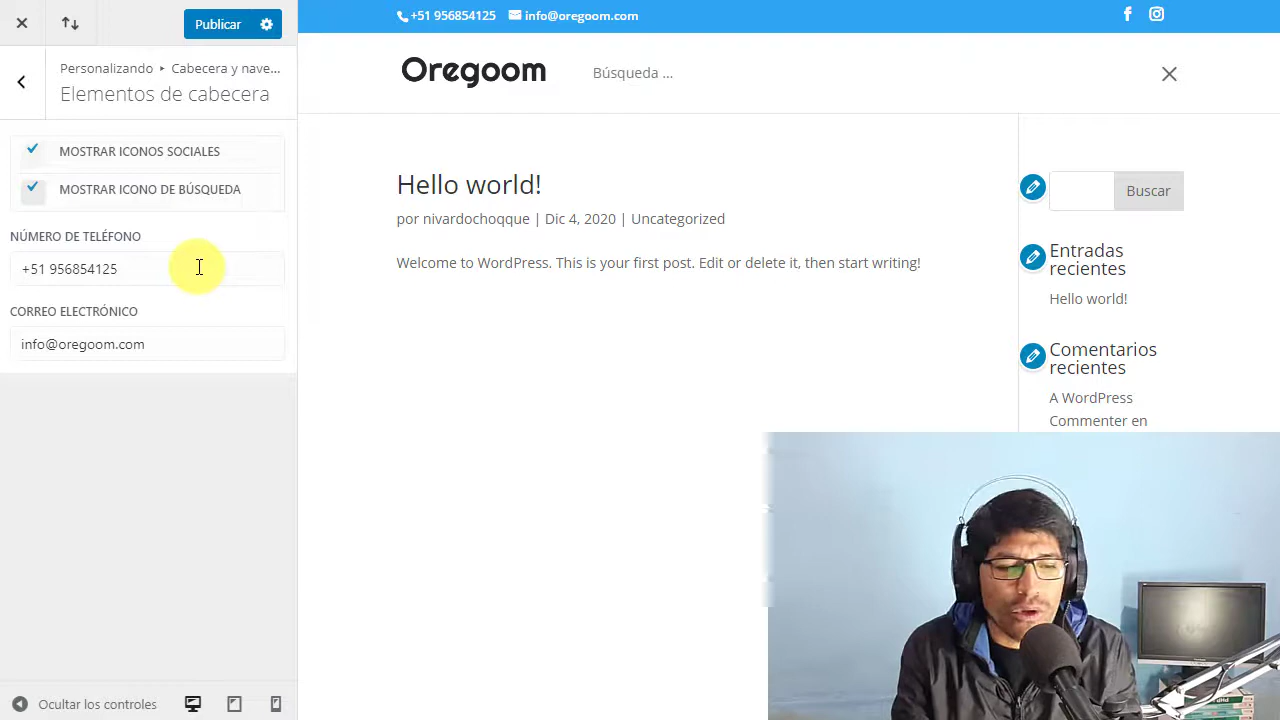 Publicar
Personalizando ▸ Cabecera y nave...
Elementos de cabecera
MOSTRAR ICONOS SOCIALES
MOSTRAR ICONO DE BÚSQUEDA
NÚMERO DE TELÉFONO
+51 956854125
CORREO ELECTRÓNICO
info@oregoom.com
Ocultar los controles
+51 956854125 info@oregoom.com
Oregoom
Búsqueda ...
Hello world!
por nivardochoqque | Dic 4, 2020 | Uncategorized
Welcome to WordPress. This is your first post. Edit or delete it, then start writing!
Buscar
Entradas
recientes
Hello world!
Comentarios
recientes
A WordPress
Commenter en